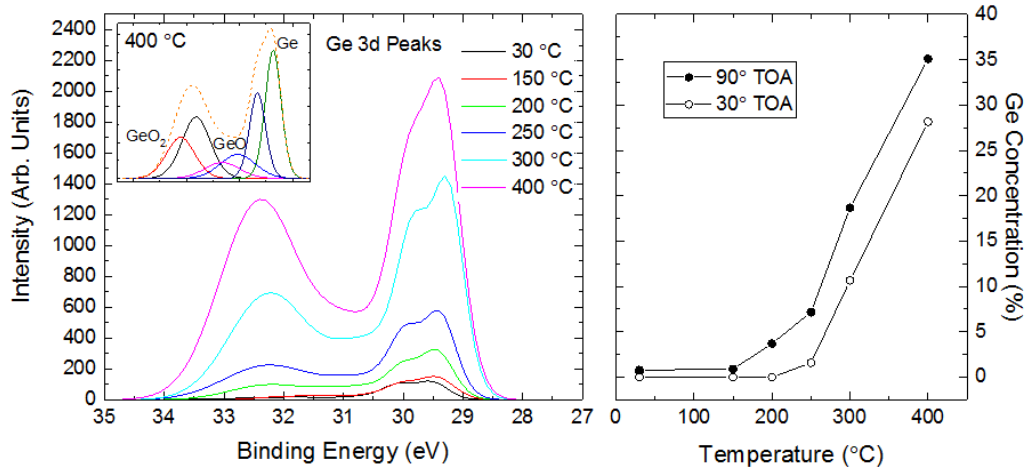 400 °C
Ge
GeO₂
GeO
Ge 3d Peaks
30 °C
150 °C
200 °C
250 °C
300 °C
400 °C
2400
2200
2000
1800
1600
1400
1200
1000
800
600
400
200
0
Intensity (Arb. Units)
35 34 33 32 31 30 29 28 27
Binding Energy (eV)
90° TOA
30° TOA
40
35
30
25
20
15
10
5
0
Ge Concentration (%)
0 100 200 300 400
Temperature (°C)